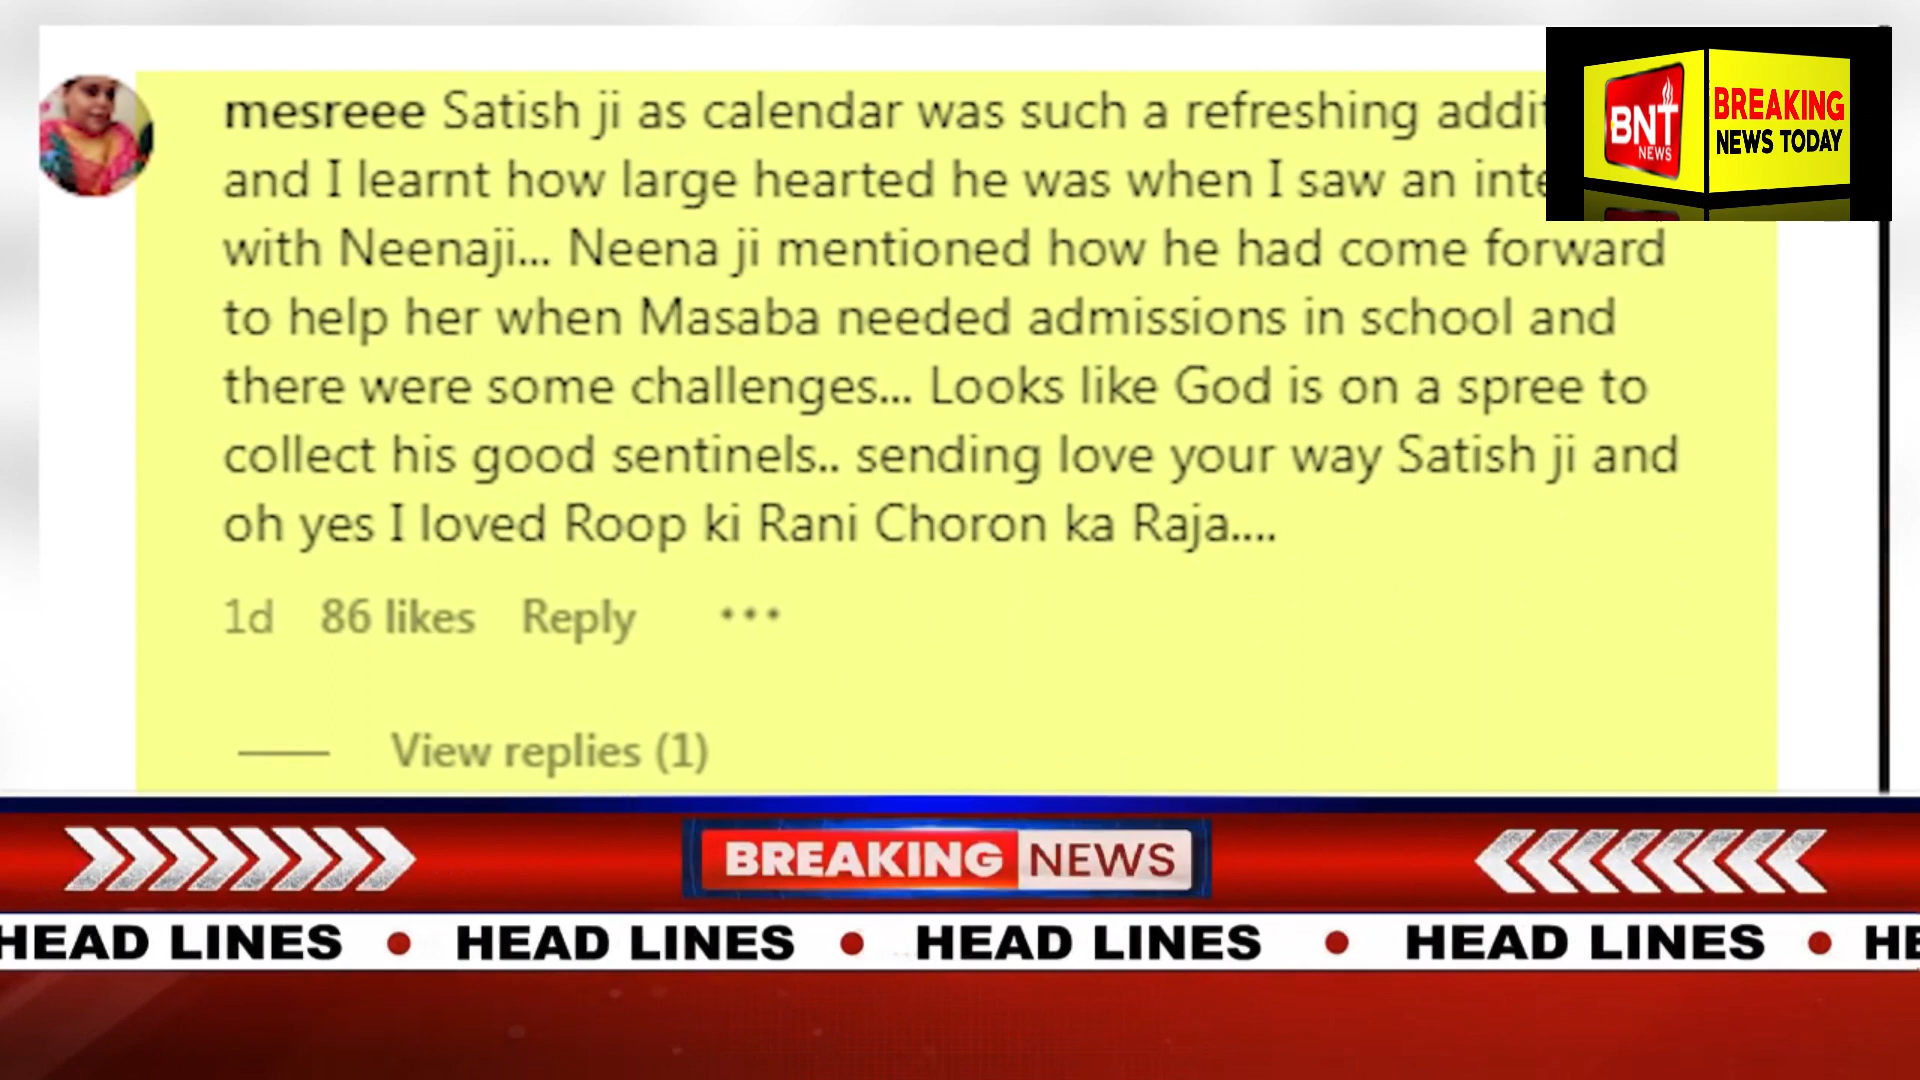 mesreee Satish ji as calendar was such a refreshing
and I learnt how large hearted he was when I saw an
with Neenaji... Neena ji mentioned how he had come forward
to help her when Masaba needed admissions in school and
there were some challenges... Looks like God is on a spree to
collect his good sentinels.. sending love your way Satish ji and
oh yes I loved Roop ki Rani Choron ka Raja....
1d 86 likes Reply •••
View replies (1)
BNT
NEWS
BREAKING
NEWS TODAY
BREAKING NEWS
HEAD LINES • HEAD LINES • HEAD LINES • HEAD LINES •